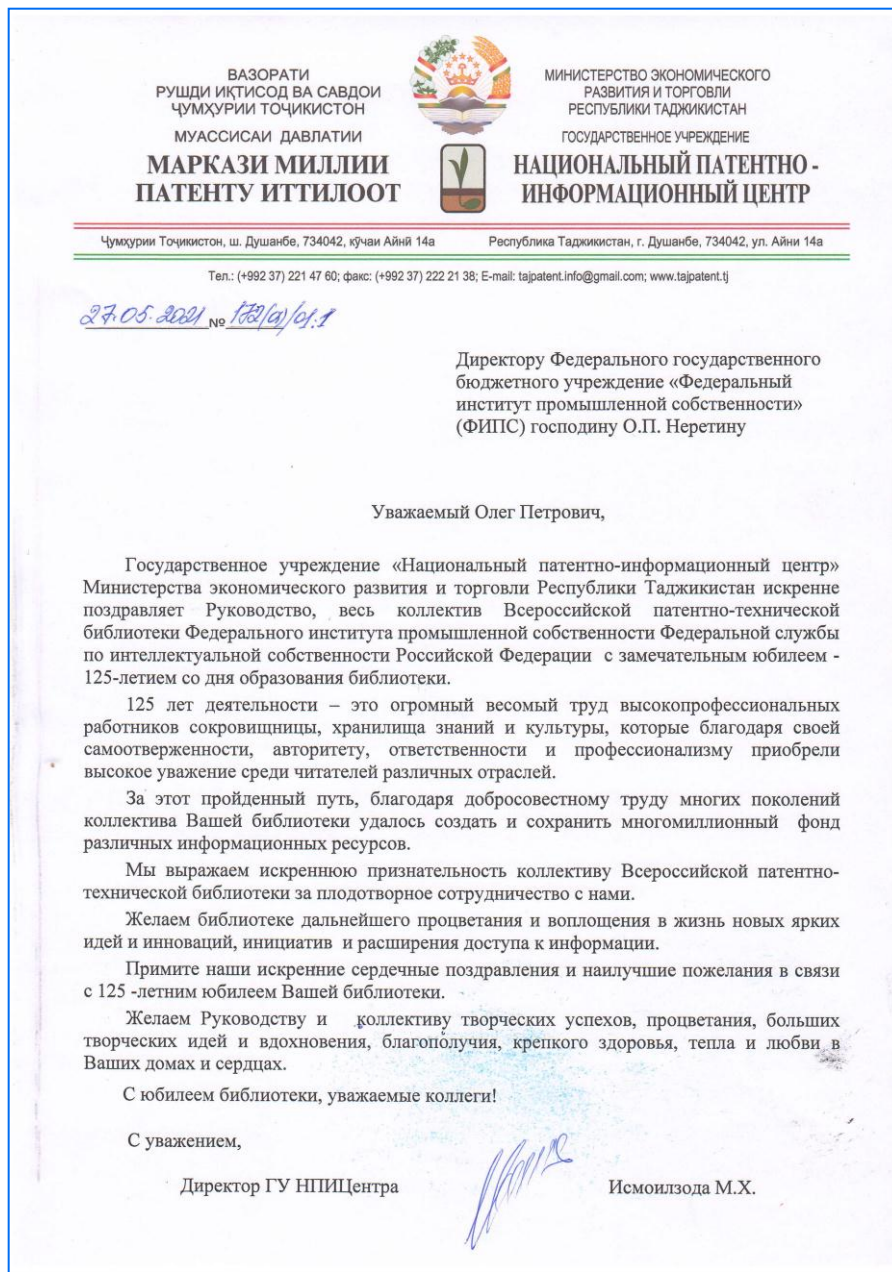 ВАЗОРАТИ
РУШДИ ИҚТИСОД ВА САВДОИ
ҶУМҲУРИИ ТОҶИКИСТОН
МУАССИСАИ ДАВЛАТИИ
МАРКАЗИ МИЛЛИИ
ПАТЕНТУ ИТТИЛООТ
МИНИСТЕРСТВО ЭКОНОМИЧЕСКОГО
РАЗВИТИЯ И ТОРГОВЛИ
РЕСПУБЛИКИ ТАДЖИКИСТАН
ГОСУДАРСТВЕННОЕ УЧРЕЖДЕНИЕ
НАЦИОНАЛЬНЫЙ ПАТЕНТНО -
ИНФОРМАЦИОННЫЙ ЦЕНТР
Ҷумҳурии Тоҷикистон, ш. Душанбе, 734042, кӯчаи Айнӣ 14а
Республика Таджикистан, г. Душанбе, 734042, ул. Айни 14а
Тел.: (+992 37) 221 47 60; факс: (+992 37) 222 21 38; E-mail: tajpatent.info@gmail.com; www.tajpatent.tj
27.05.2021 №
Директору Федерального государственного
бюджетного учреждение «Федеральный
институт промышленной собственности»
(ФИПС) господину О.П. Неретину
Уважаемый Олег Петрович,
Государственное учреждение «Национальный патентно-информационный центр»
Министерства экономического развития и торговли Республики Таджикистан искренне
поздравляет Руководство, весь коллектив Всероссийской патентно-технической
библиотеки Федерального института промышленной собственности Федеральной службы
по интеллектуальной собственности Российской Федерации с замечательным юбилеем -
125-летием со дня образования библиотеки.
125 лет деятельности – это огромный весомый труд высокопрофессиональных
работников сокровищницы, хранилища знаний и культуры, которые благодаря своей
самоотверженности, авторитету, ответственности и профессионализму приобрели
высокое уважение среди читателей различных отраслей.
За этот пройденный путь, благодаря добросовестному труду многих поколений
коллектива Вашей библиотеки удалось создать и сохранить многомиллионный фонд
различных информационных ресурсов.
Мы выражаем искреннюю признательность коллективу Всероссийской патентно-
технической библиотеки за плодотворное сотрудничество с нами.
Желаем библиотеке дальнейшего процветания и воплощения в жизнь новых ярких
идей и инноваций, инициатив и расширения доступа к информации.
Примите наши искренние сердечные поздравления и наилучшие пожелания в связи
с 125 -летним юбилеем Вашей библиотеки.
Желаем Руководству и коллективу творческих успехов, процветания, больших
творческих идей и вдохновения, благополучия, крепкого здоровья, тепла и любви в
Ваших домах и сердцах.
С юбилеем библиотеки, уважаемые коллеги!
С уважением,
Директор ГУ НПИЦентра
Исмоилзода М.Х.